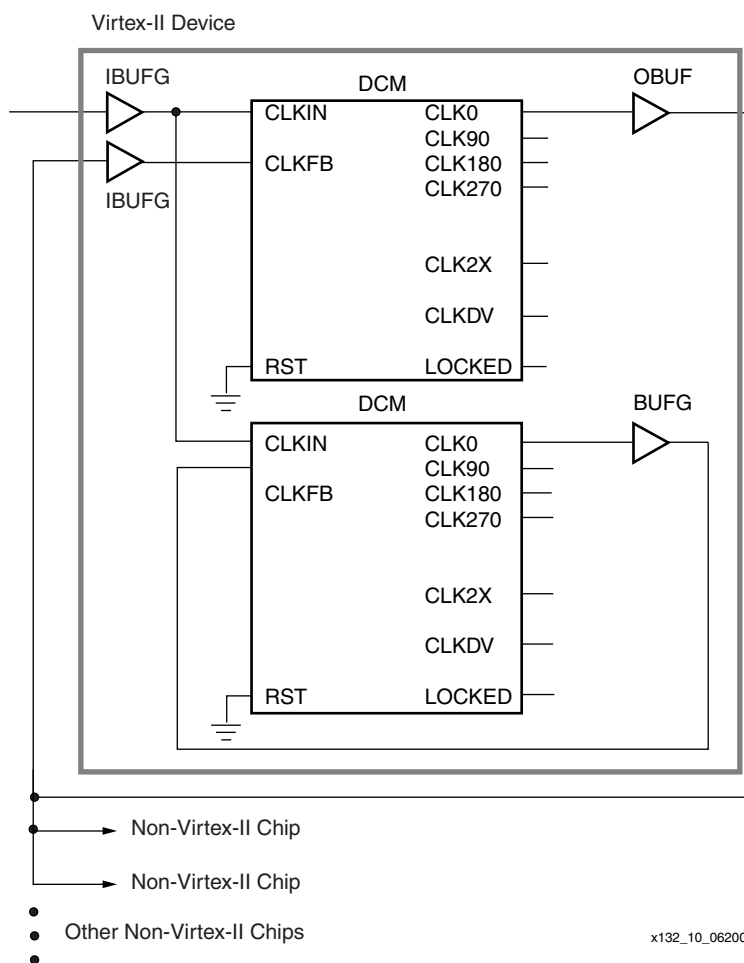 Virtex-II Device
IBUFG
DCM
OBUF
CLKIN
CLK0
CLK90
CLKFB
CLK180
CLK270
IBUFG
CLK2X
CLKDV
RST
LOCKED
DCM
BUFG
CLKIN
CLK0
CLK90
CLKFB
CLK180
CLK270
CLK2X
CLKDV
RST
LOCKED
Non-Virtex-II Chip
Non-Virtex-II Chip
Other Non-Virtex-II Chips
x132_10_06200